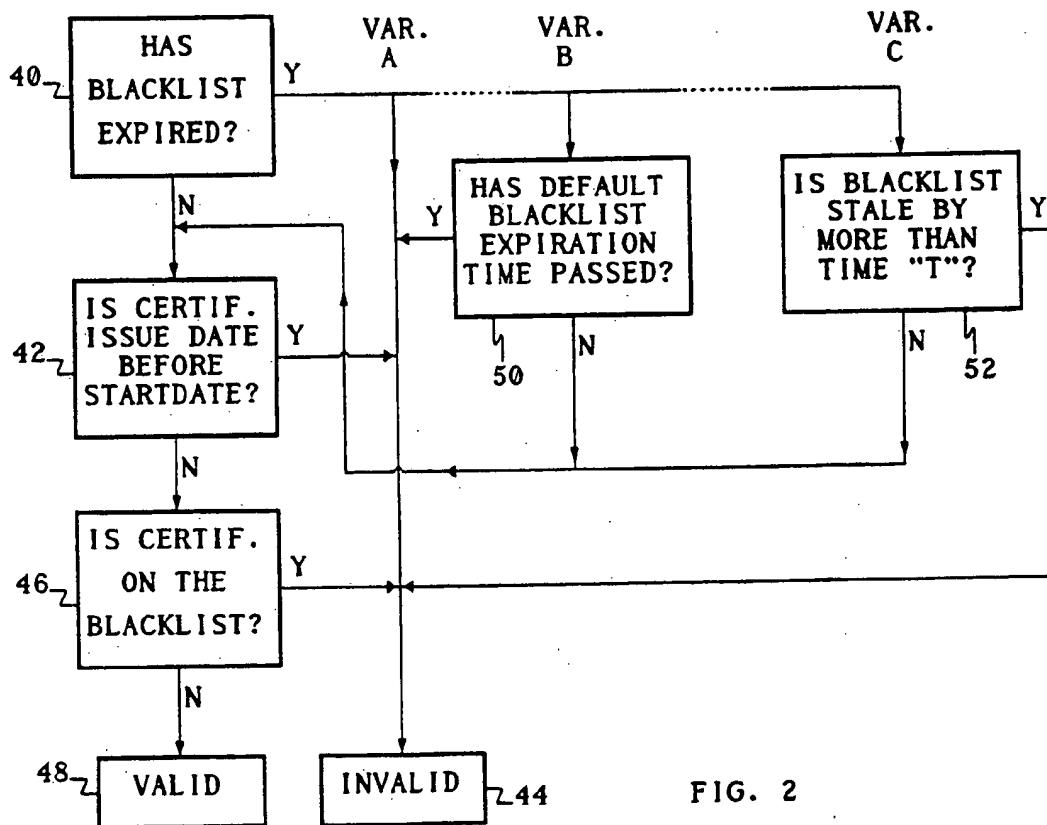 VAR.
A
VAR.
B
VAR.
C
40
HAS
BLACKLIST
EXPIRED?
Y
N
HAS DEFAULT
BLACKLIST
EXPIRATION
TIME PASSED?
Y
N
50
IS BLACKLIST
STALE BY
MORE THAN
TIME "T"?
Y
N
52
42
IS CERTIF.
ISSUE DATE
BEFORE
STARTDATE?
Y
N
46
IS CERTIF.
ON THE
BLACKLIST?
Y
N
48
VALID
INVALID
44
FIG. 2